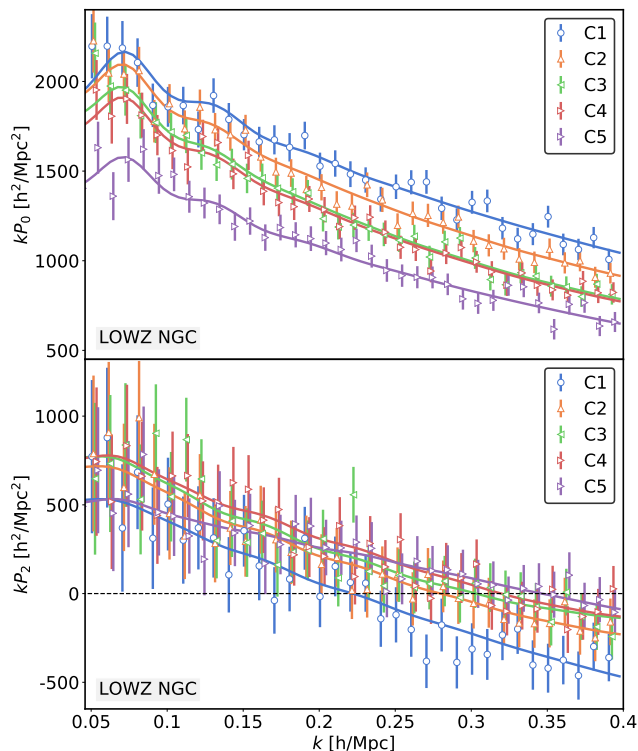 2000
1500
1000
500
kP₀ [h²/Mpc²]
C1
C2
C3
C4
C5
LOWZ NGC
1000
500
0
-500
kP₂ [h²/Mpc²]
C1
C2
C3
C4
C5
LOWZ NGC
0.05 0.1 0.15 0.2 0.25 0.3 0.35 0.4
k [h/Mpc]